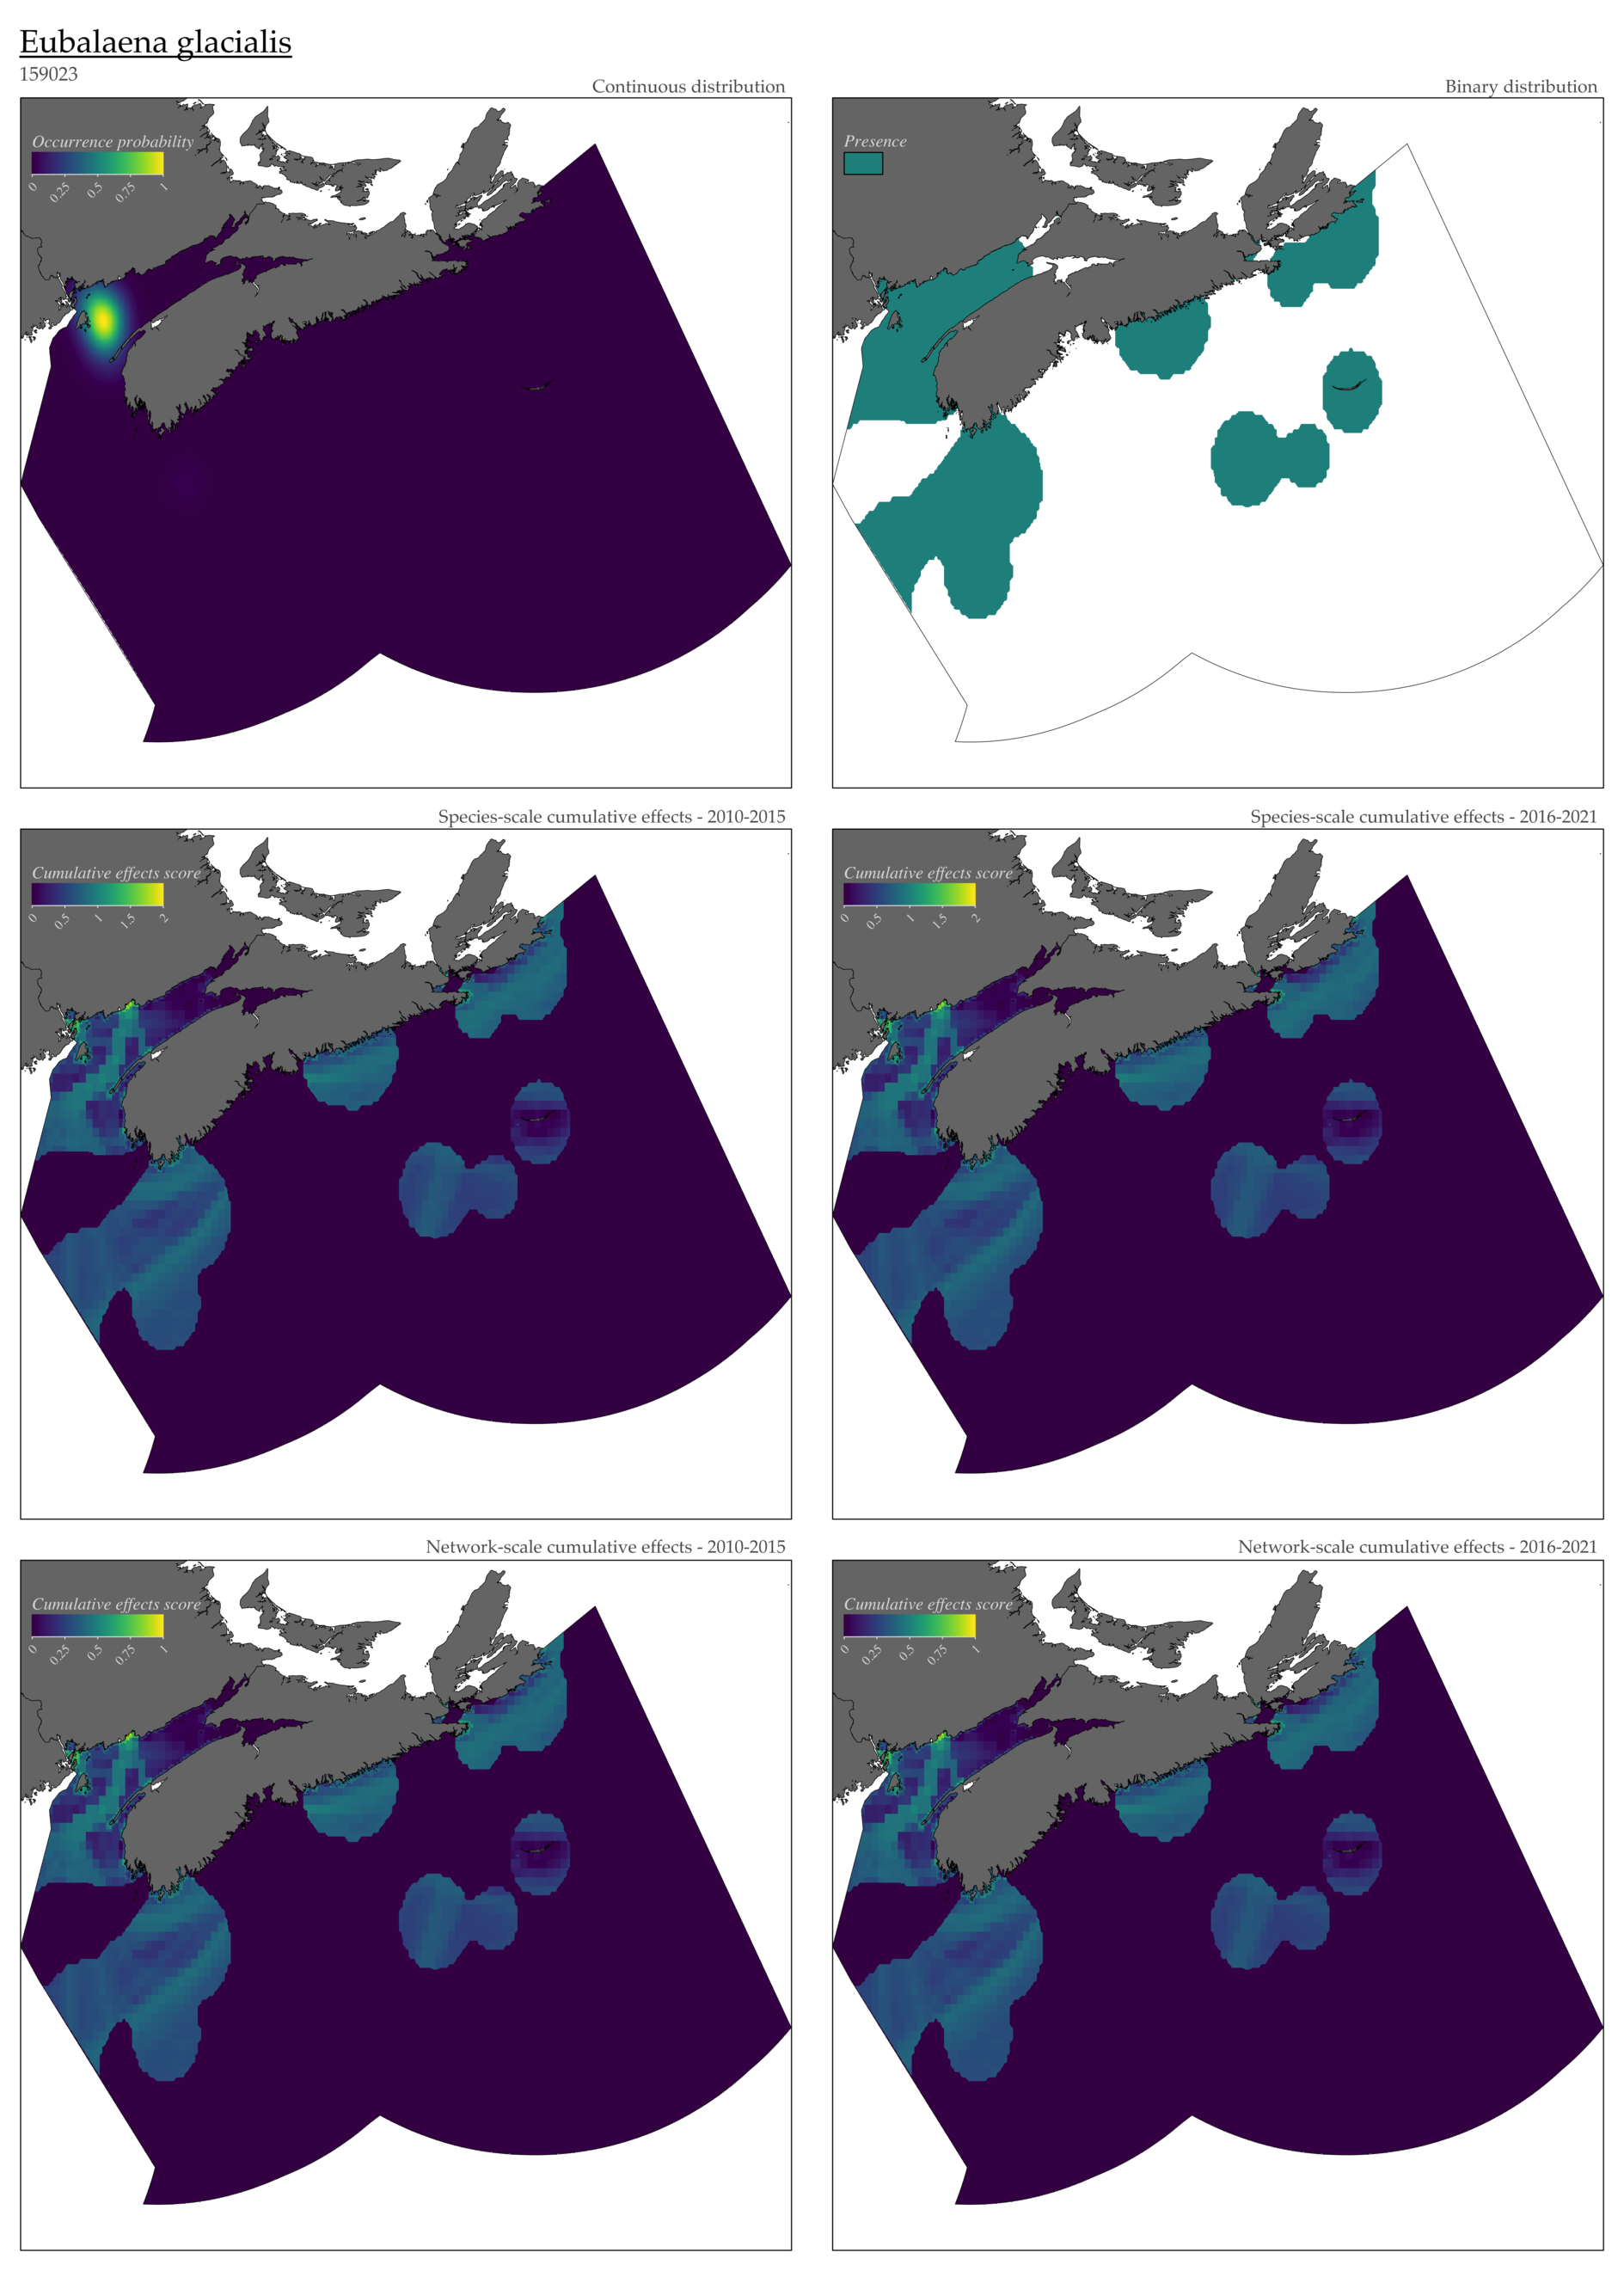 Eubalaena glacialis
159023
Continuous distribution
Occurrence probability
0 0.25 0.5 0.75 1
Binary distribution
Presence
Species-scale cumulative effects - 2010-2015
Cumulative effects score
0 0.5 1 1.5 2
Species-scale cumulative effects - 2016-2021
Cumulative effects score
0 0.5 1 1.5 2
Network-scale cumulative effects - 2010-2015
Cumulative effects score
0 0.25 0.5 0.75 1
Network-scale cumulative effects - 2016-2021
Cumulative effects score
0 0.25 0.5 0.75 1